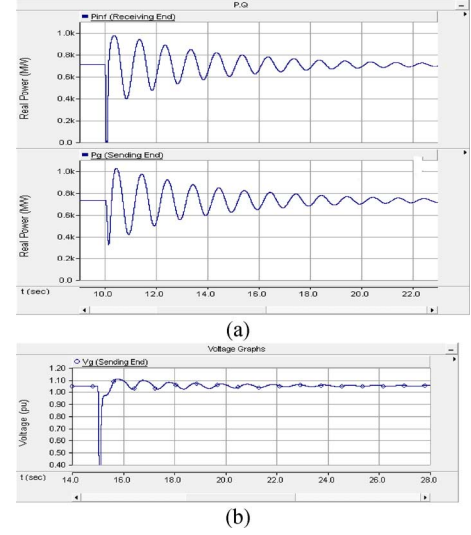 P.Q
Pinf (Receiving End)
Real Power (MW)
1.0k
0.8k
0.6k
0.4k
0.2k
0.0
Pg (Sending End)
Real Power (MW)
1.0k
0.8k
0.6k
0.4k
0.2k
0.0
t (sec) 10.0 12.0 14.0 16.0 18.0 20.0 22.0
(a)
Voltage Graphs
Vg (Sending End)
Voltage (pu)
1.20
1.10
1.00
0.90
0.80
0.70
0.60
0.50
0.40
t (sec) 14.0 16.0 18.0 20.0 22.0 24.0 26.0 28.0
(b)